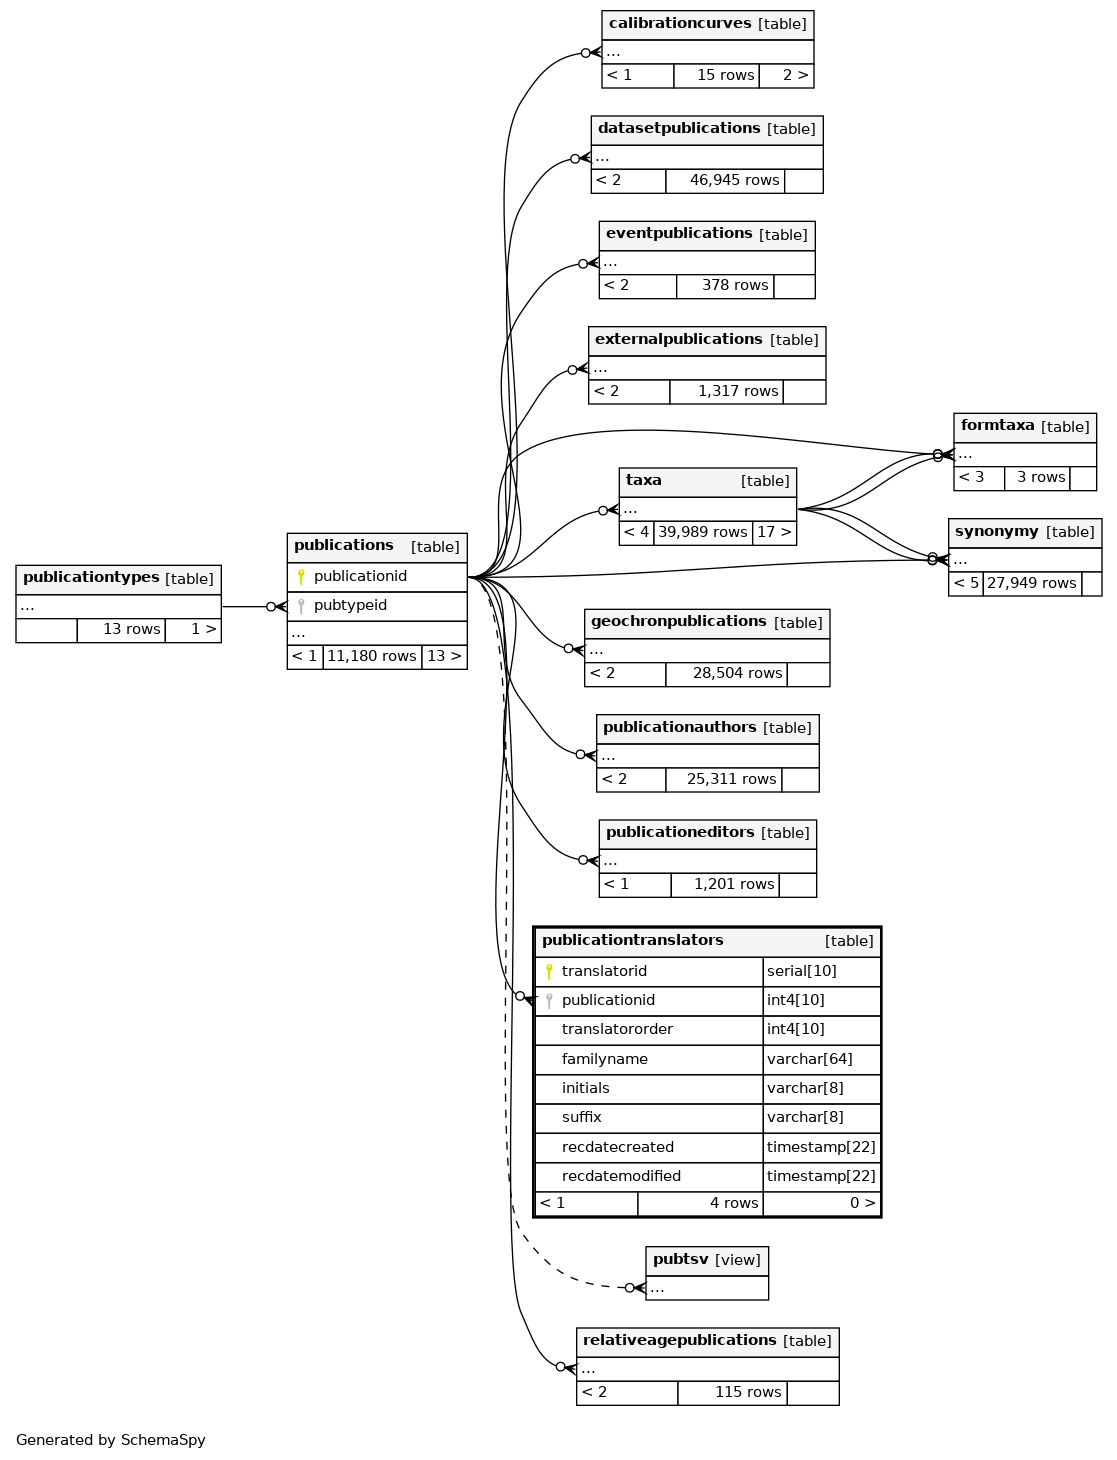 calibrationcurves [table]
...
< 1 15 rows 2 >
datasetpublications [table]
...
< 2 46,945 rows
eventpublications [table]
...
< 2 378 rows
externalpublications [table]
...
< 2 1,317 rows
formtaxa [table]
...
< 3 3 rows
taxa [table]
...
< 4 39,989 rows 17 >
synonymy [table]
...
< 5 27,949 rows
publications [table]
publicationid
pubtypeid
...
< 1 11,180 rows 13 >
publicationtypes [table]
...
13 rows 1 >
geochronpublications [table]
...
< 2 28,504 rows
publicationauthors [table]
...
< 2 25,311 rows
publicationeditors [table]
...
< 1 1,201 rows
publicationtranslators [table]
translatorid serial[10]
publicationid int4[10]
translatororder int4[10]
familyname varchar[64]
initials varchar[8]
suffix varchar[8]
recdatecreated timestamp[22]
recdatemodified timestamp[22]
< 1 4 rows 0 >
pubtsv [view]
...
relativeagepublications [table]
...
< 2 115 rows
Generated by SchemaSpy